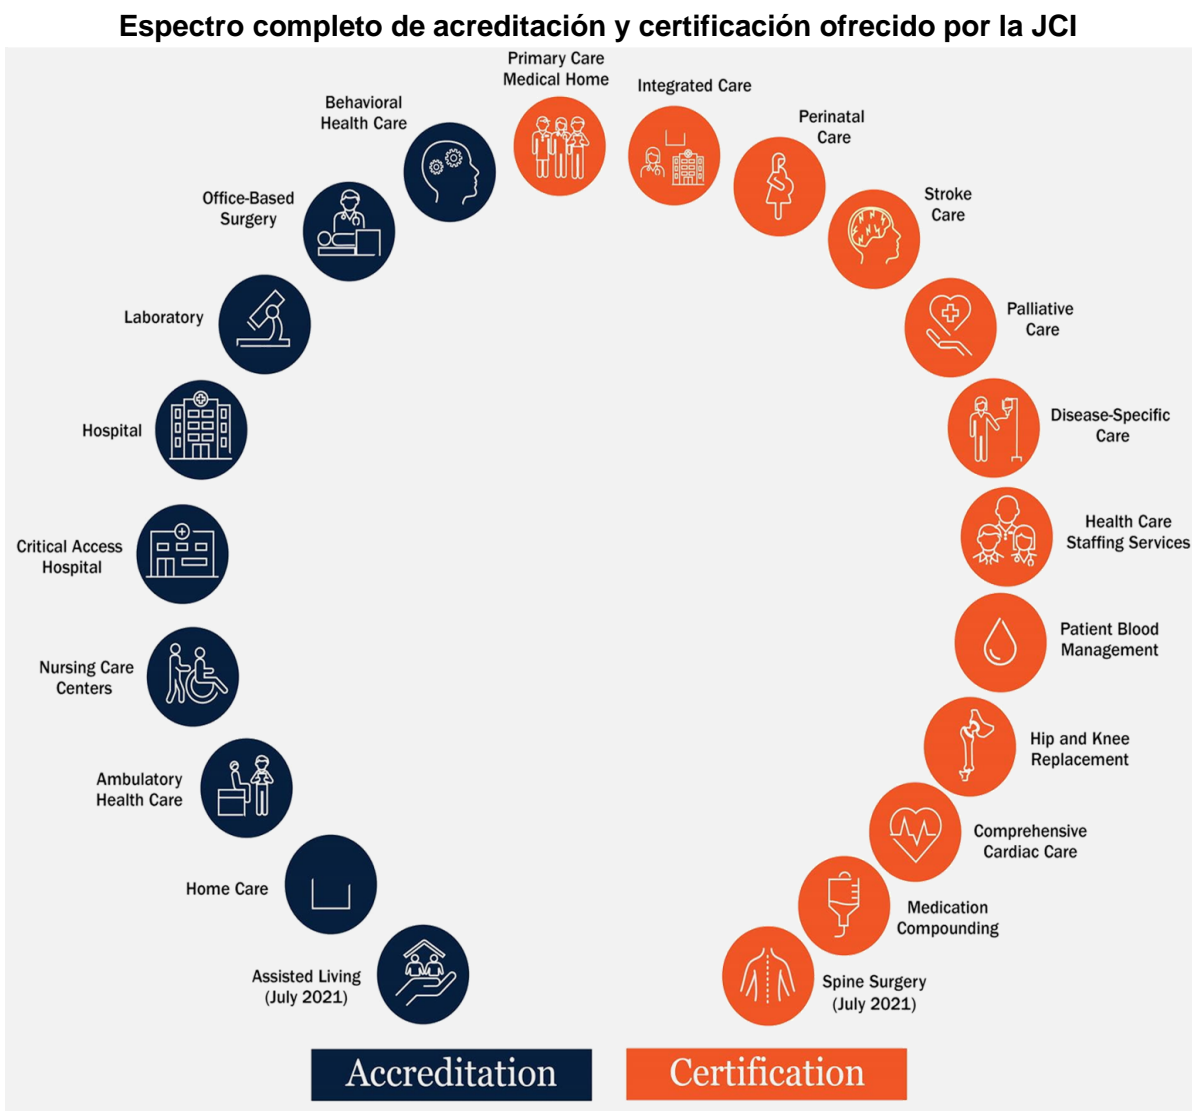 Espectro completo de acreditación y certificación ofrecido por la JCI
Primary Care
Medical Home
Integrated Care
Perinatal
Care
Stroke
Care
Palliative
Care
Disease-Specific
Care
Health Care
Staffing Services
Patient Blood
Management
Hip and Knee
Replacement
Comprehensive
Cardiac Care
Medication
Compounding
Spine Surgery
(July 2021)
Behavioral
Health Care
Office-Based
Surgery
Laboratory
Hospital
Critical Access
Hospital
Nursing Care
Centers
Ambulatory
Health Care
Home Care
Assisted Living
(July 2021)
Accreditation
Certification